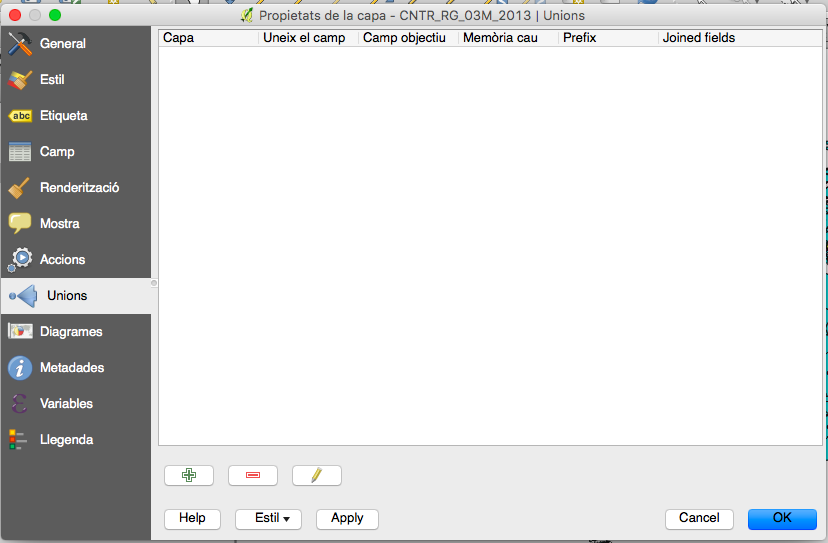 Propietats de la capa - CNTR_RG_03M_2013 | Unions
General
Estil
abc Etiqueta
Camp
Renderització
Mostra
Accions
Unions
Diagrames
Metadades
Variables
Llegenda
Capa Uneix el camp Camp objectiu Memòria cau Prefix Joined fields
Help Estil Apply Cancel OK